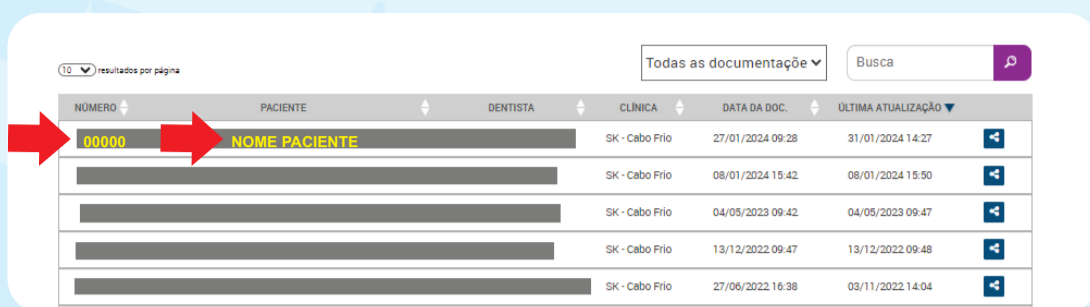 Todas as documentaçõe Busca
10 resultados por página
NÚMERO PACIENTE DENTISTA CLÍNICA DATA DA DOC. ÚLTIMA ATUALIZAÇÃO
00000 NOME PACIENTE SK - Cabo Frio 27/01/2024 09:28 31/01/2024 14:27
SK - Cabo Frio 08/01/2024 15:42 08/01/2024 15:50
SK - Cabo Frio 04/05/2023 09:42 04/05/2023 09:47
SK - Cabo Frio 13/12/2022 09:47 13/12/2022 09:48
SK - Cabo Frio 27/06/2022 16:38 03/11/2022 14:04